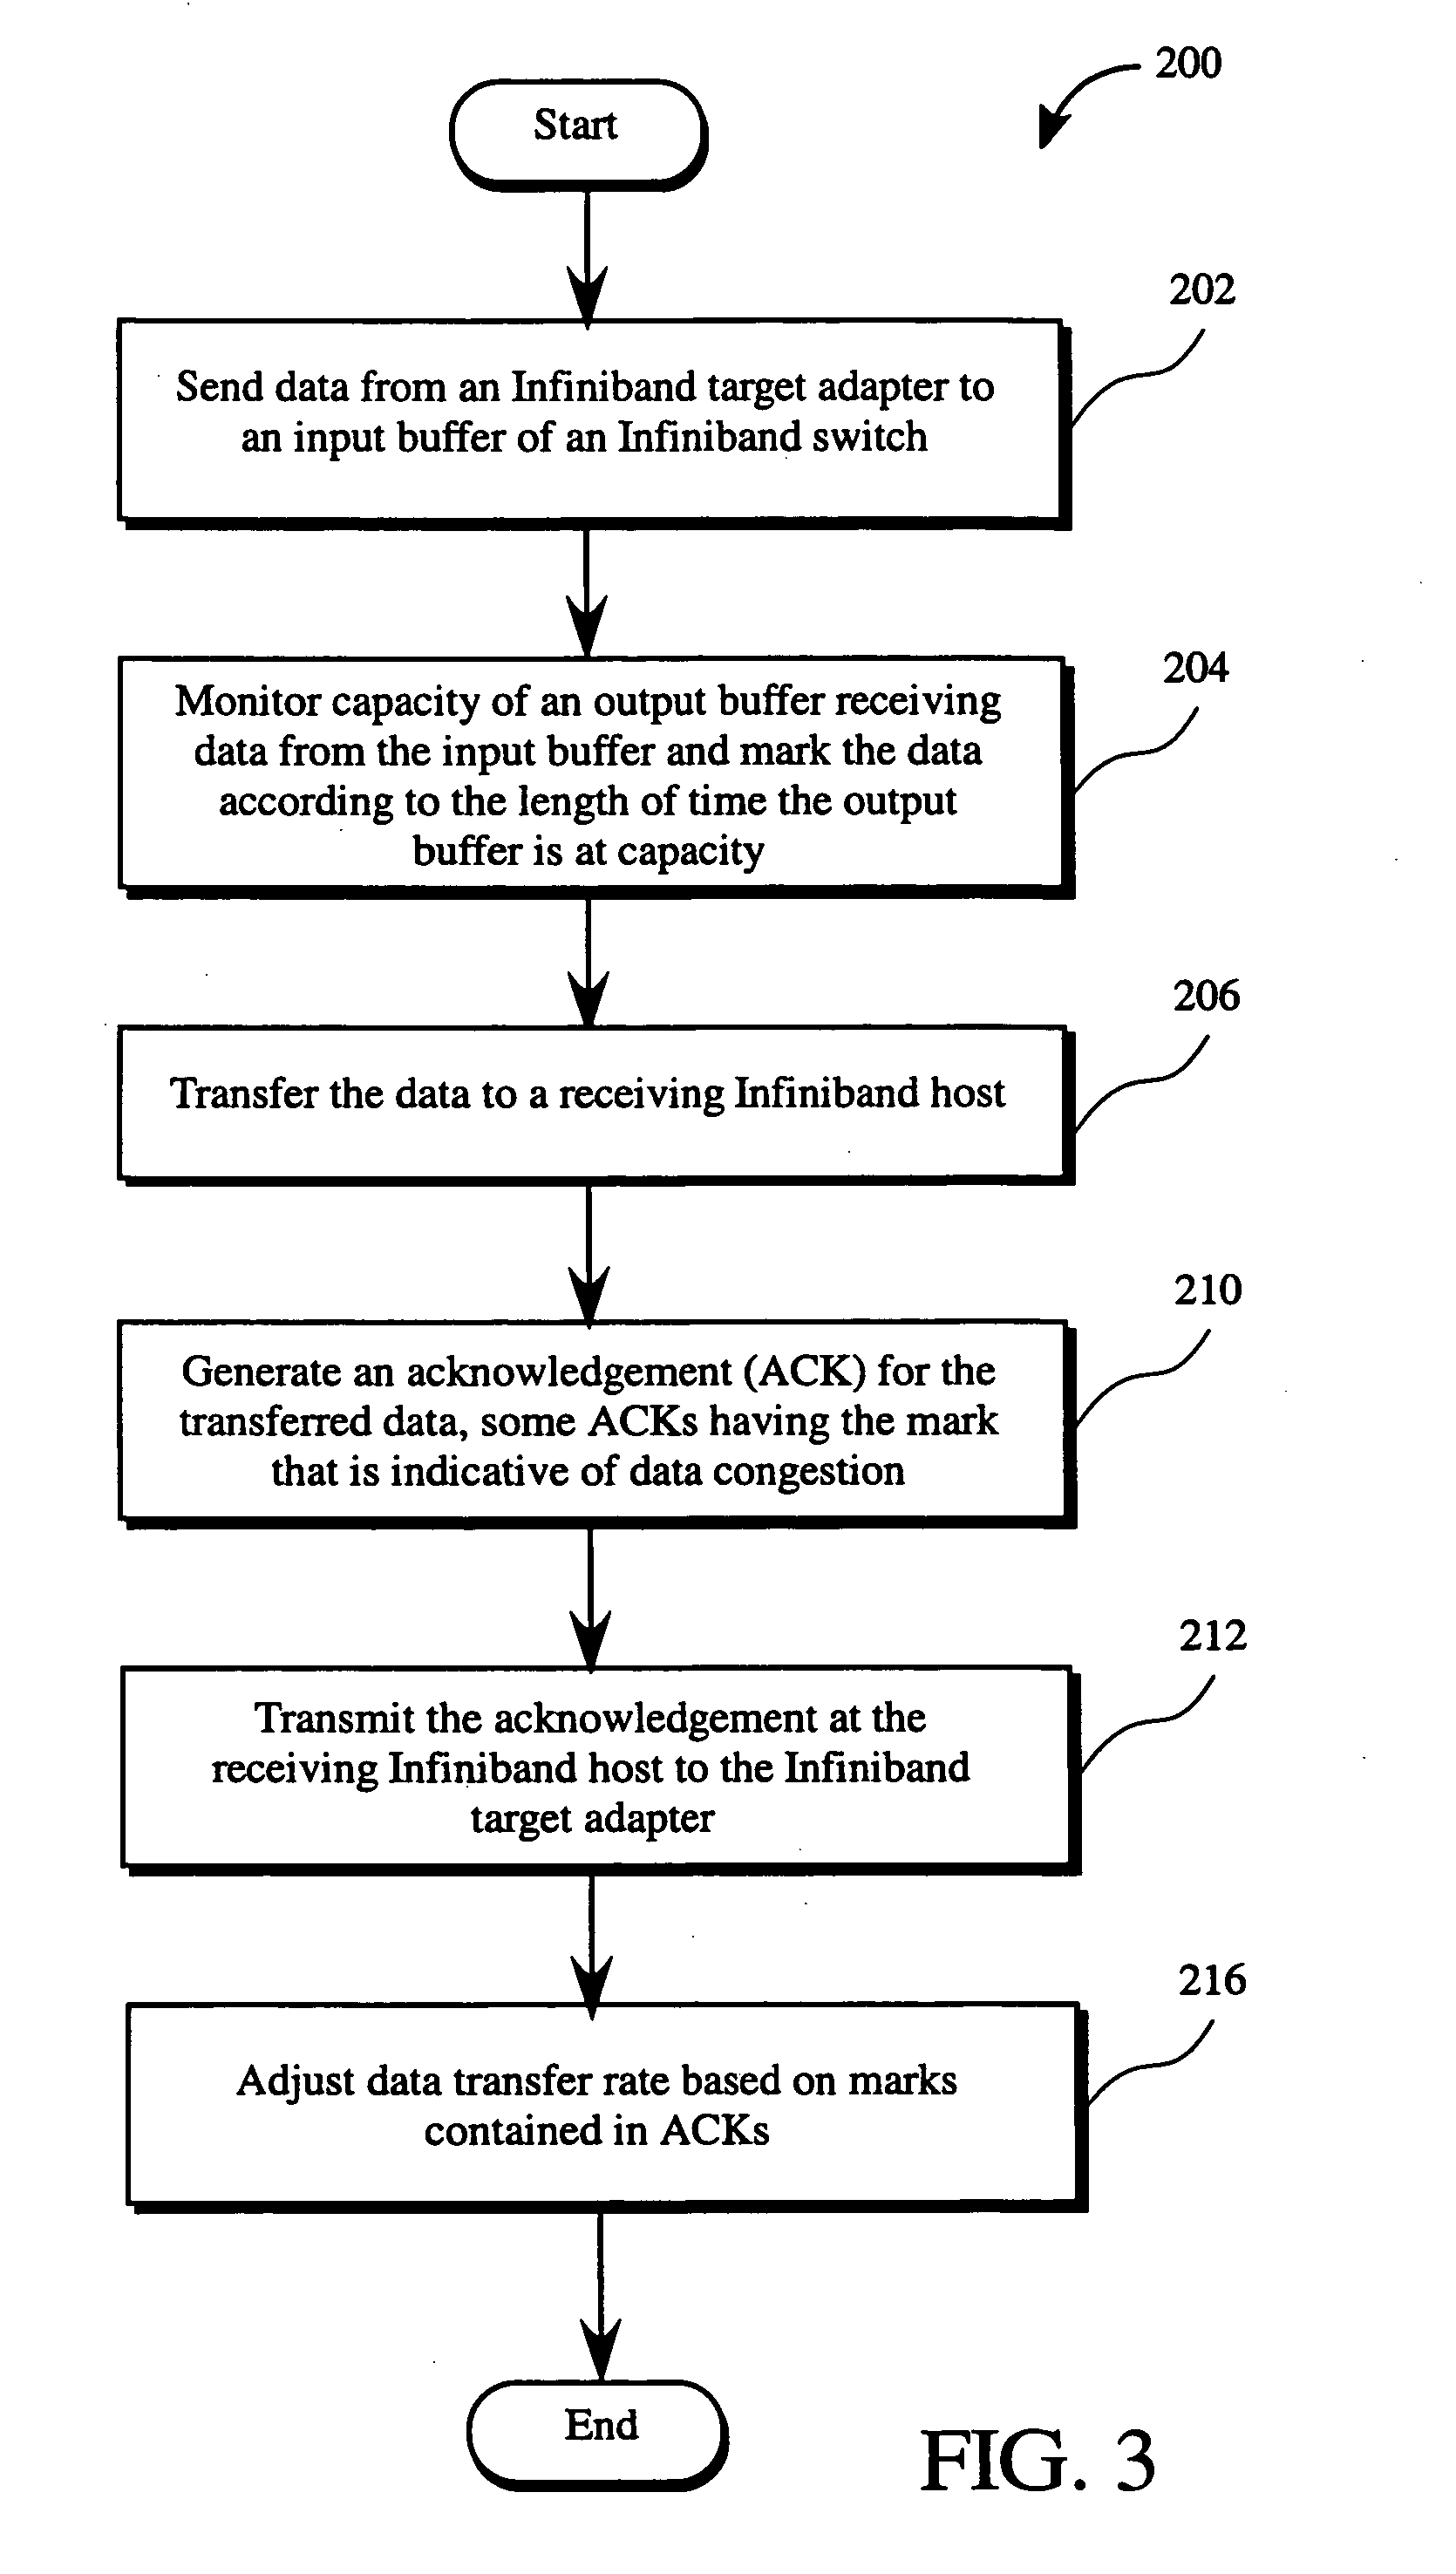 200
Start
202
Send data from an Infiniband target adapter to
an input buffer of an Infiniband switch
204
Monitor capacity of an output buffer receiving
data from the input buffer and mark the data
according to the length of time the output
buffer is at capacity
206
Transfer the data to a receiving Infiniband host
210
Generate an acknowledgement (ACK) for the
transferred data, some ACKs having the mark
that is indicative of data congestion
212
Transmit the acknowledgement at the
receiving Infiniband host to the Infiniband
target adapter
216
Adjust data transfer rate based on marks
contained in ACKs
End
FIG. 3